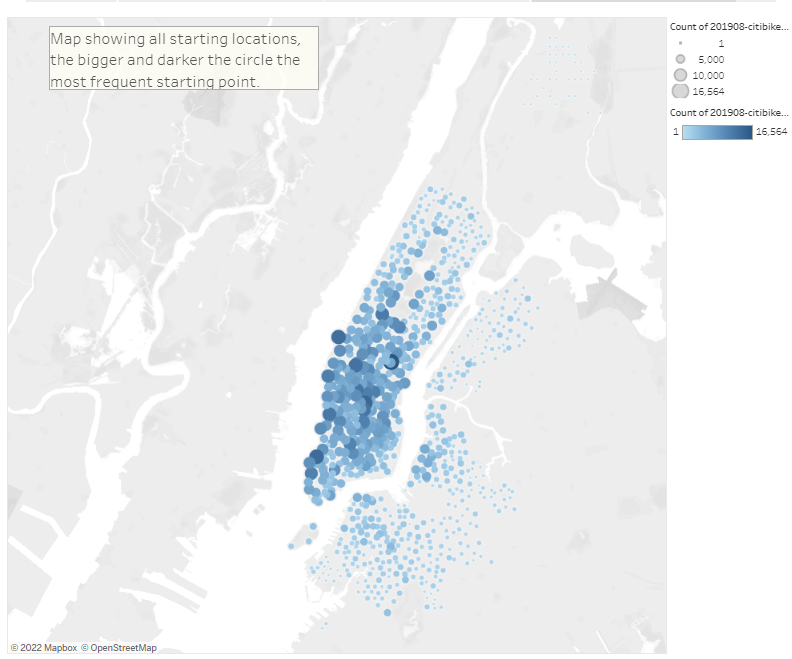 Map showing all starting locations,
the bigger and darker the circle the
most frequent starting point.
Count of 201908-citibike...
1
5,000
10,000
16,564
Count of 201908-citibike...
1 16,564
© 2022 Mapbox © OpenStreetMap